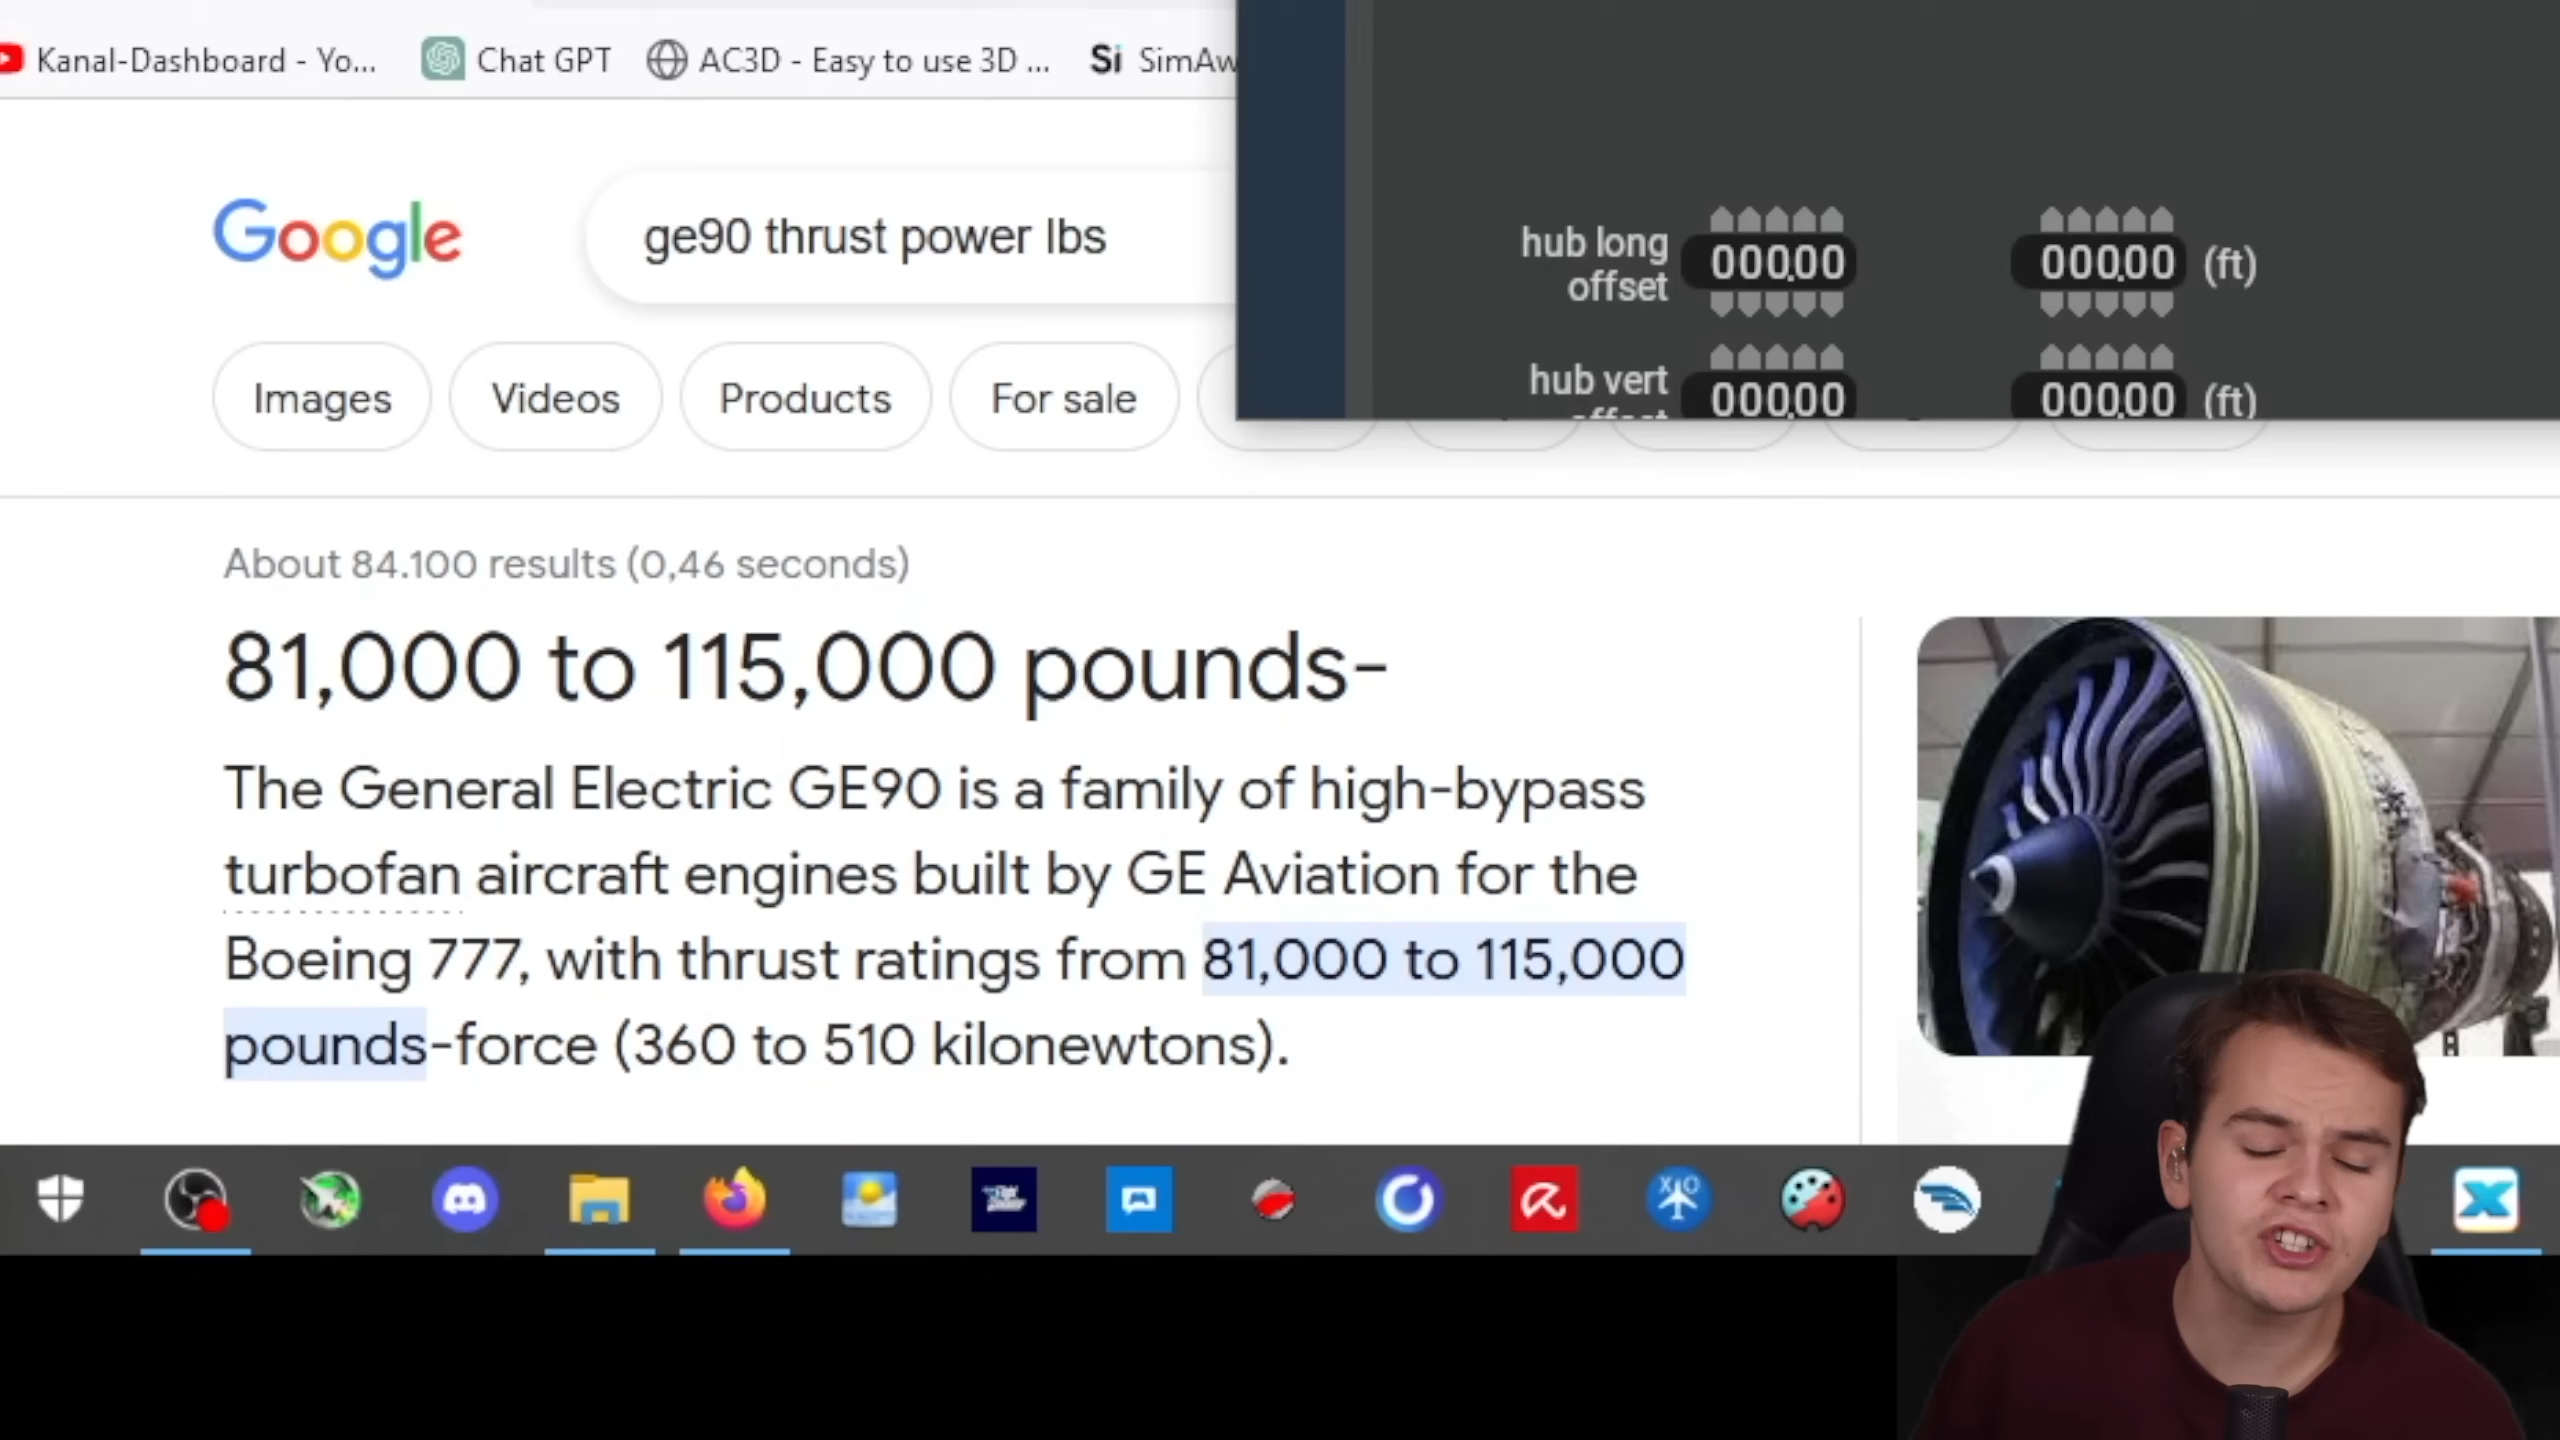 Kanal-Dashboard - Yo...
Chat GPT
AC3D - Easy to use 3D ...
Si SimAw
Google
ge90 thrust power lbs
hub long
offset
000,00
000,00 (ft)
hub vert
offset
000,00
000,00 (ft)
Images
Videos
Products
For sale
About 84.100 results (0,46 seconds)
81,000 to 115,000 pounds-
The General Electric GE90 is a family of high-bypass
turbofan aircraft engines built by GE Aviation for the
Boeing 777, with thrust ratings from 81,000 to 115,000
pounds-force (360 to 510 kilonewtons).